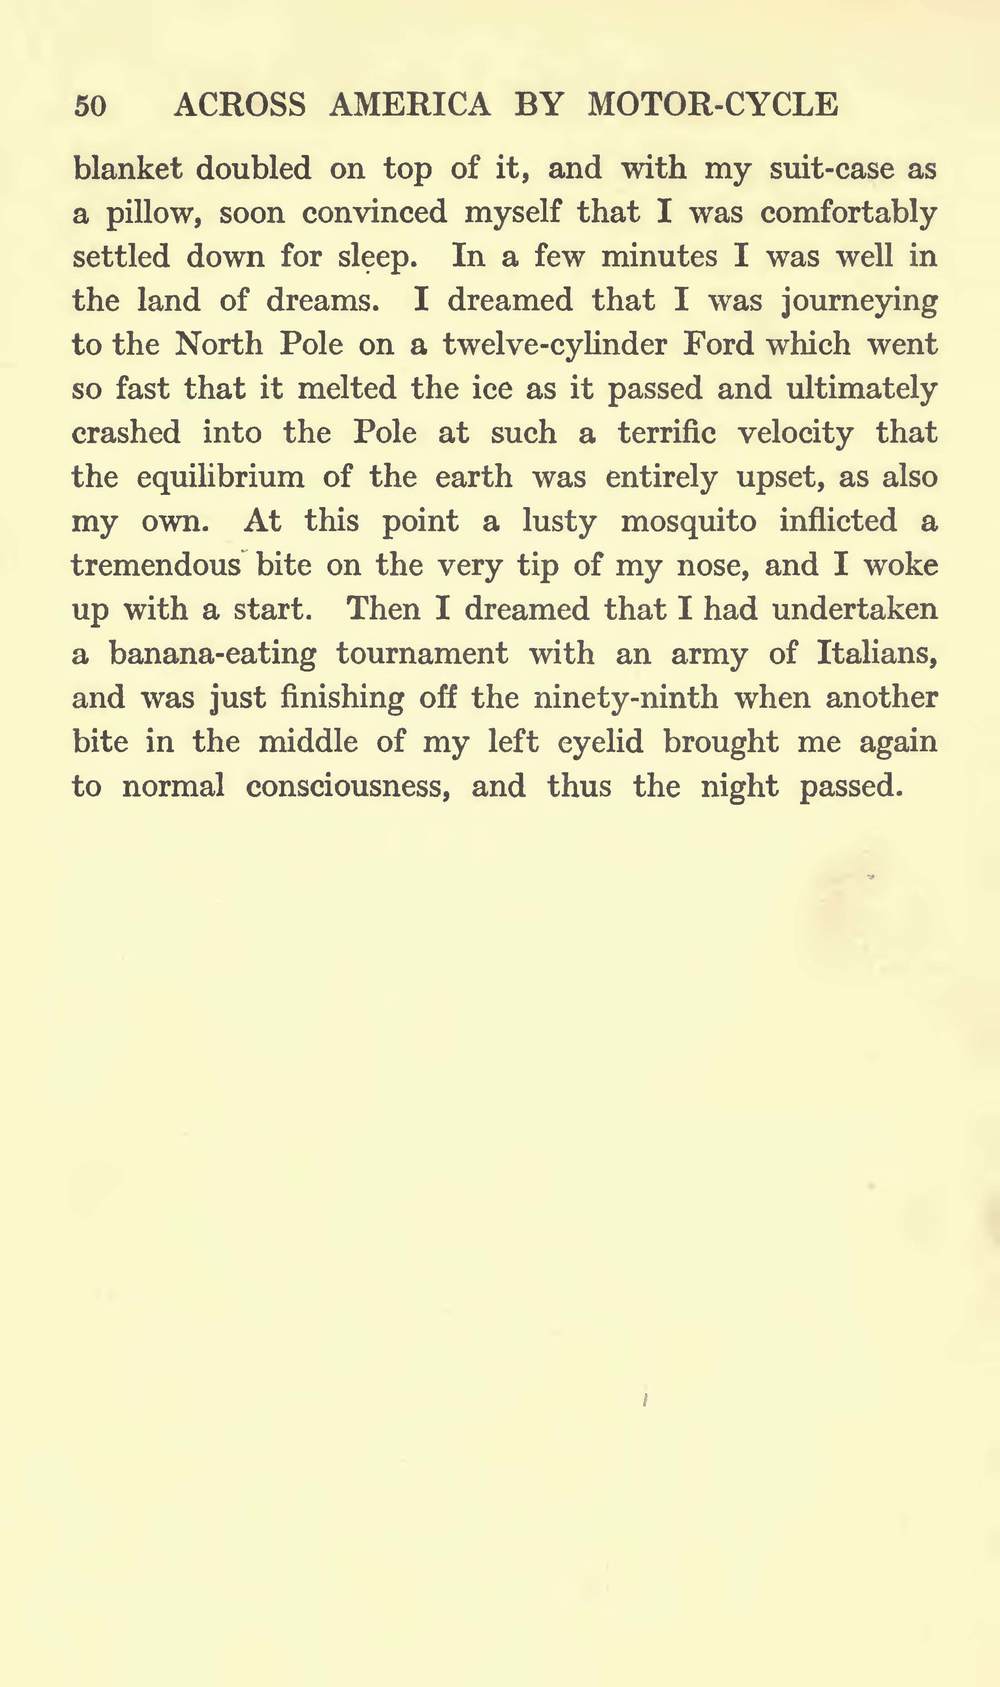 50 ACROSS AMERICA BY MOTOR-CYCLE
blanket doubled on top of it, and with my suit-case as
a pillow, soon convinced myself that I was comfortably
settled down for sleep. In a few minutes I was well in
the land of dreams. I dreamed that I was journeying
to the North Pole on a twelve-cylinder Ford which went
so fast that it melted the ice as it passed and ultimately
crashed into the Pole at such a terrific velocity that
the equilibrium of the earth was entirely upset, as also
my own. At this point a lusty mosquito inflicted a
tremendous bite on the very tip of my nose, and I woke
up with a start. Then I dreamed that I had undertaken
a banana-eating tournament with an army of Italians,
and was just finishing off the ninety-ninth when another
bite in the middle of my left eyelid brought me again
to normal consciousness, and thus the night passed.